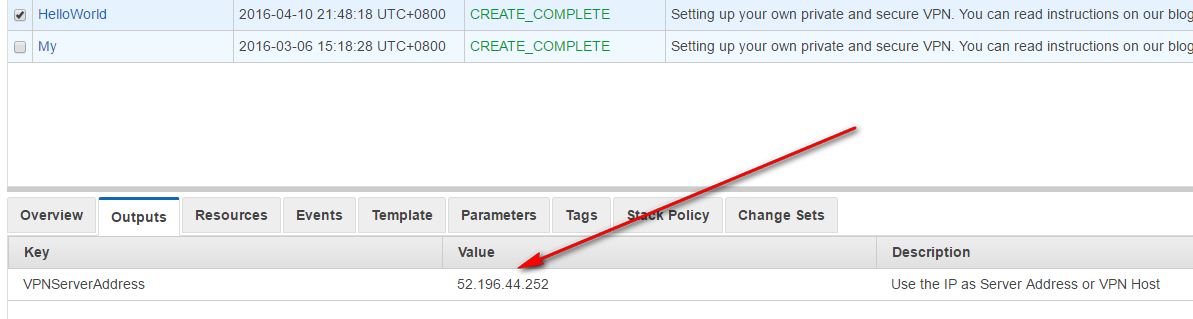 HelloWorld 2016-04-10 21:48:18 UTC+0800 CREATE_COMPLETE Setting up your own private and secure VPN. You can read instructions on our blog
My 2016-03-06 15:18:28 UTC+0800 CREATE_COMPLETE Setting up your own private and secure VPN. You can read instructions on our blog
Overview Outputs Resources Events Template Parameters Tags Stack Policy Change Sets
Key Value Description
VPNServerAddress 52.196.44.252 Use the IP as Server Address or VPN Host